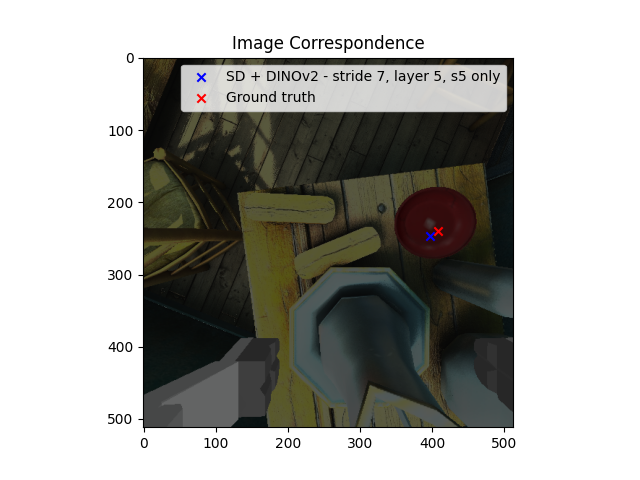 Image Correspondence
SD + DINOv2 - stride 7, layer 5, s5 only
Ground truth
0
100
200
300
400
500
0 100 200 300 400 500